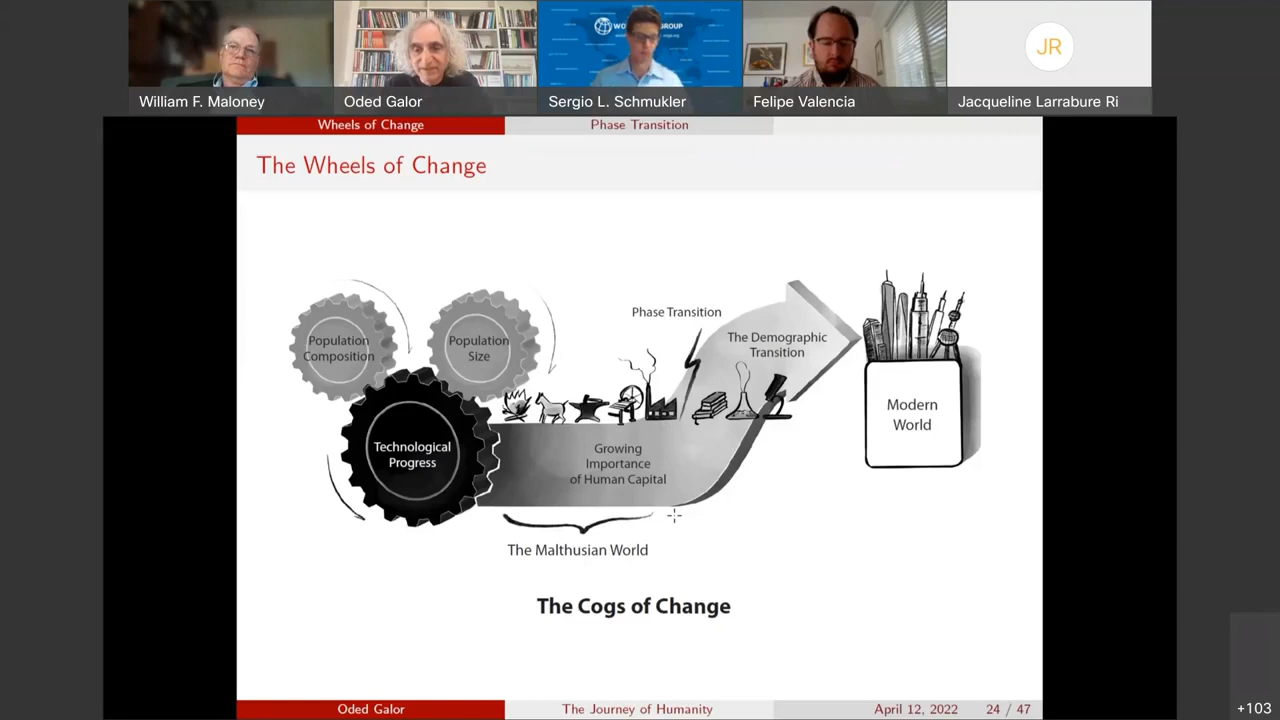 WO
GROUP
William F. Maloney
Oded Galor
Sergio L. Schmukler
Felipe Valencia
JR
Jacqueline Larrabure Ri
Wheels of Change
Phase Transition
The Wheels of Change
Population
Composition
Population
Size
Technological
Progress
Phase Transition
The Demographic
Transition
Growing
Importance
of Human Capital
Modern
World
The Malthusian World
The Cogs of Change
Oded Galor
The Journey of Humanity
April 12, 2022
24 / 47
+103